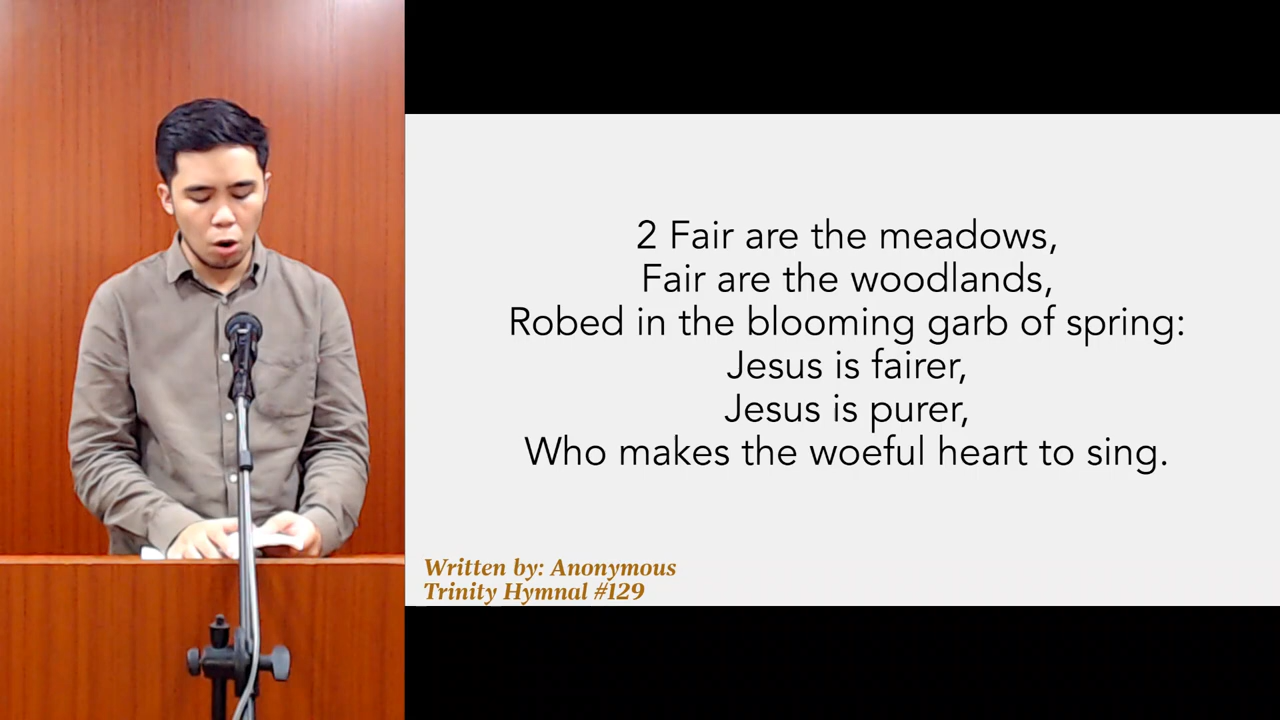 2 Fair are the meadows,
Fair are the woodlands,
Robed in the blooming garb of spring:
Jesus is fairer,
Jesus is purer,
Who makes the woeful heart to sing.
Written by: Anonymous
Trinity Hymnal #129